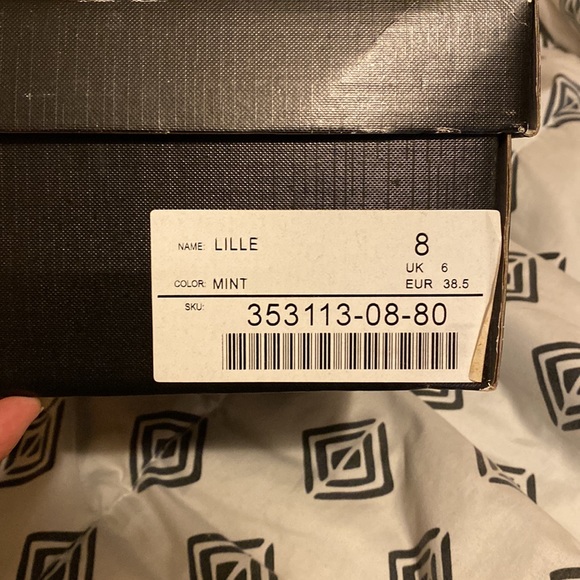 NAME: LILLE 8
UK 6
COLOR: MINT EUR 38.5
SKU: 353113-08-80